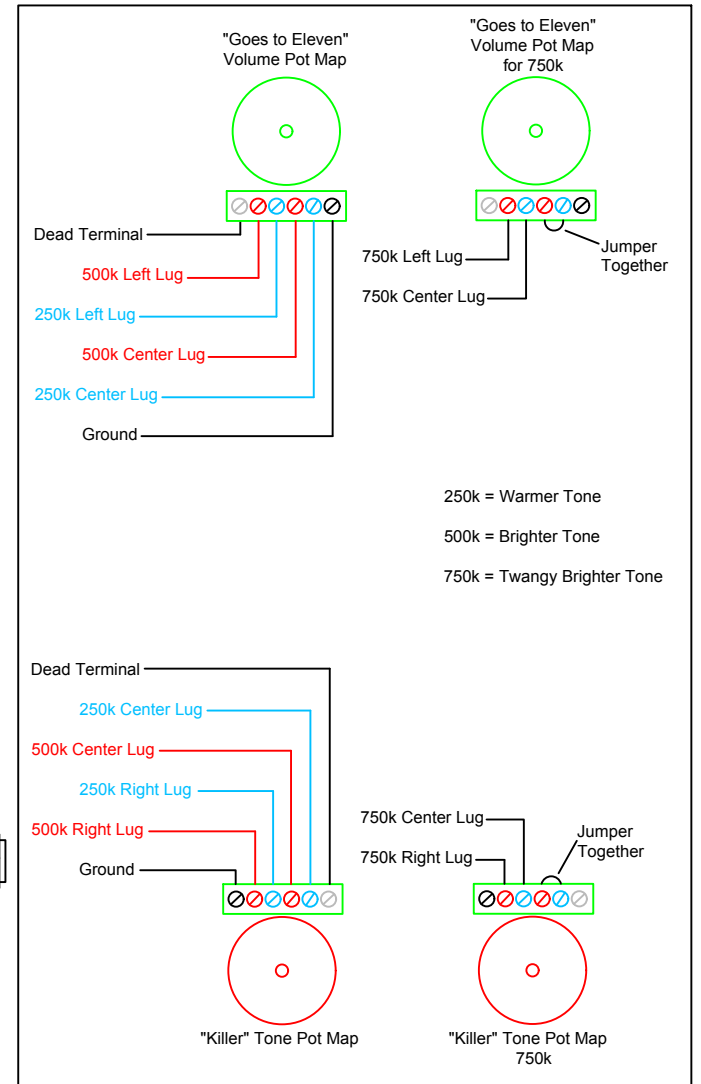 "Goes to Eleven"
Volume Pot Map
"Goes to Eleven"
Volume Pot Map
for 750k
Dead Terminal
500k Left Lug
250k Left Lug
500k Center Lug
250k Center Lug
Ground
750k Left Lug
750k Center Lug
Jumper
Together
250k = Warmer Tone
500k = Brighter Tone
750k = Twangy Brighter Tone
Dead Terminal
250k Center Lug
500k Center Lug
250k Right Lug
500k Right Lug
Ground
750k Center Lug
750k Right Lug
Jumper
Together
"Killer" Tone Pot Map
"Killer" Tone Pot Map
750k